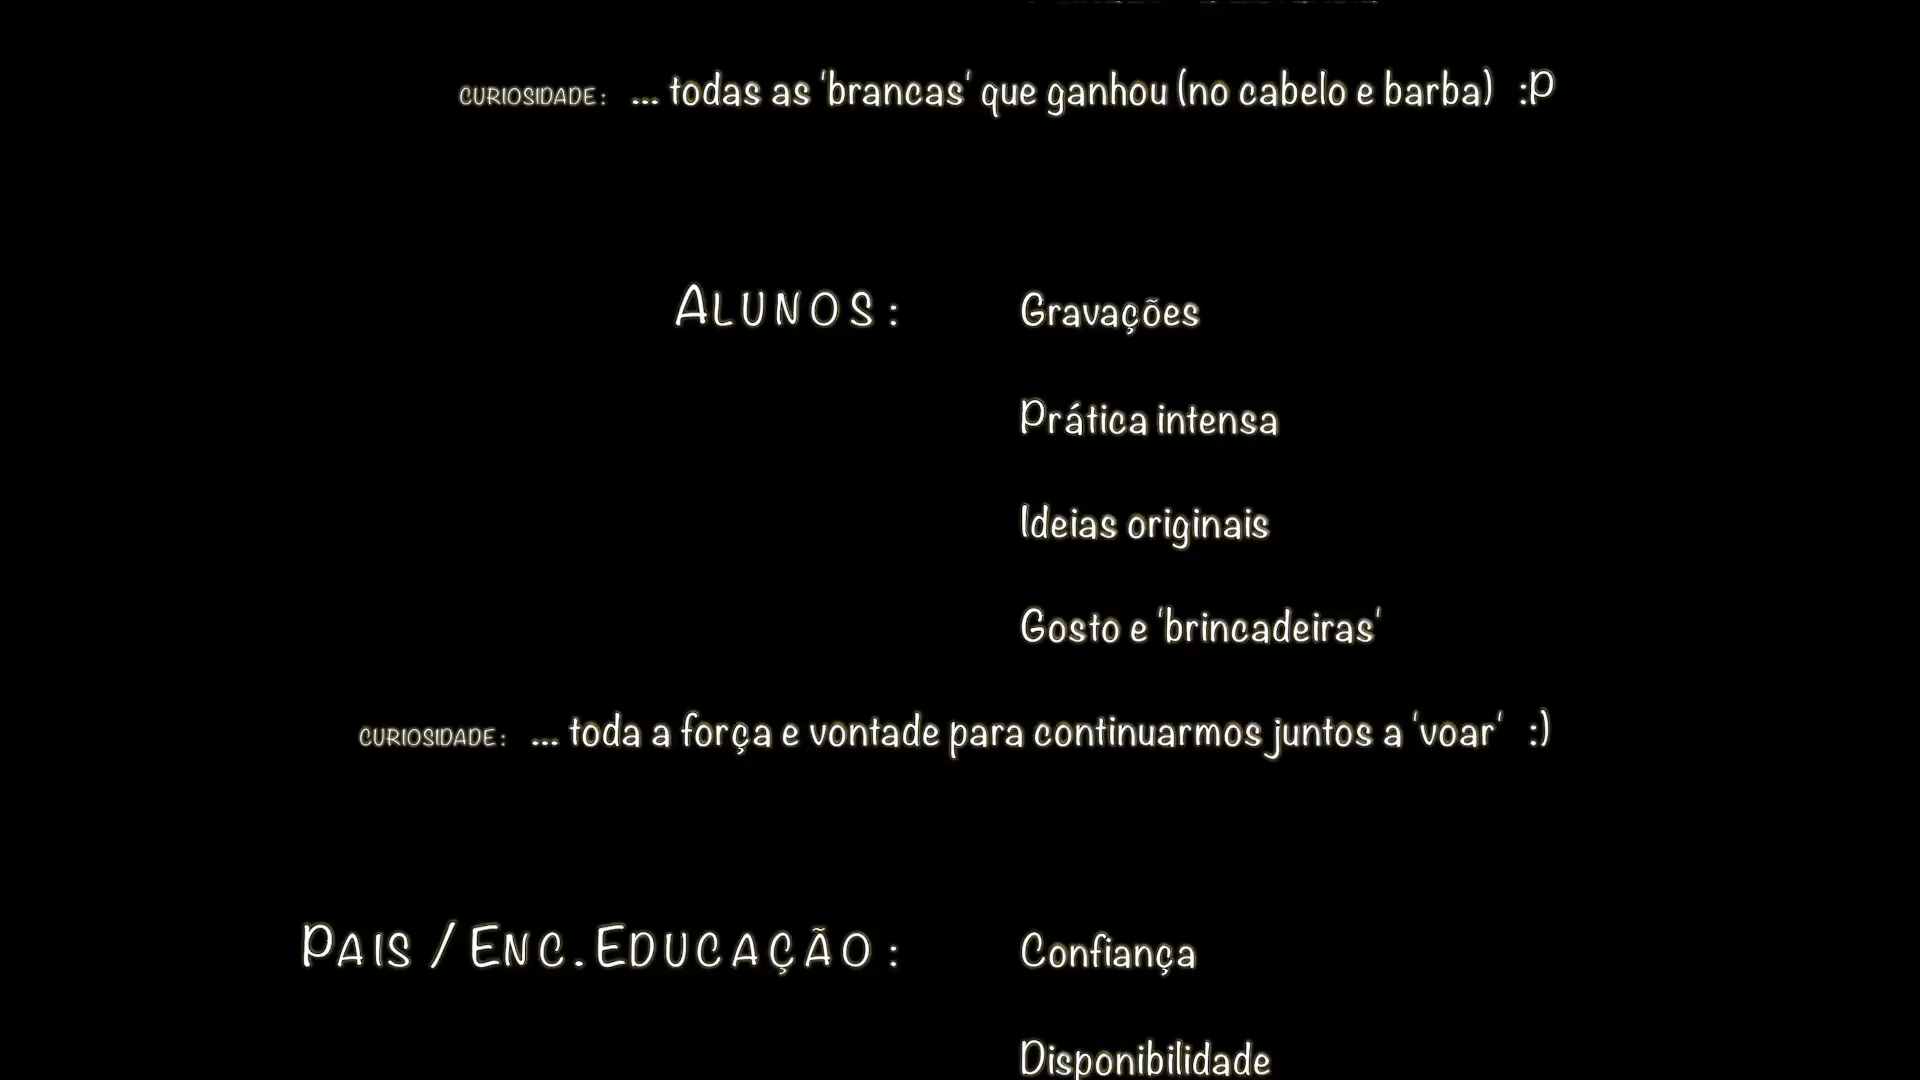 CURIOSIDADE: ... todas as 'brancas' que ganhou (no cabelo e barba) :P
ALUNOS: Gravações
Prática intensa
Ideias originais
Gosto e 'brincadeiras'
CURIOSIDADE: ... toda a força e vontade para continuarmos juntos a 'voar' :)
PAIS / ENC.EDUCAÇÃO: Confiança
Disponibilidade